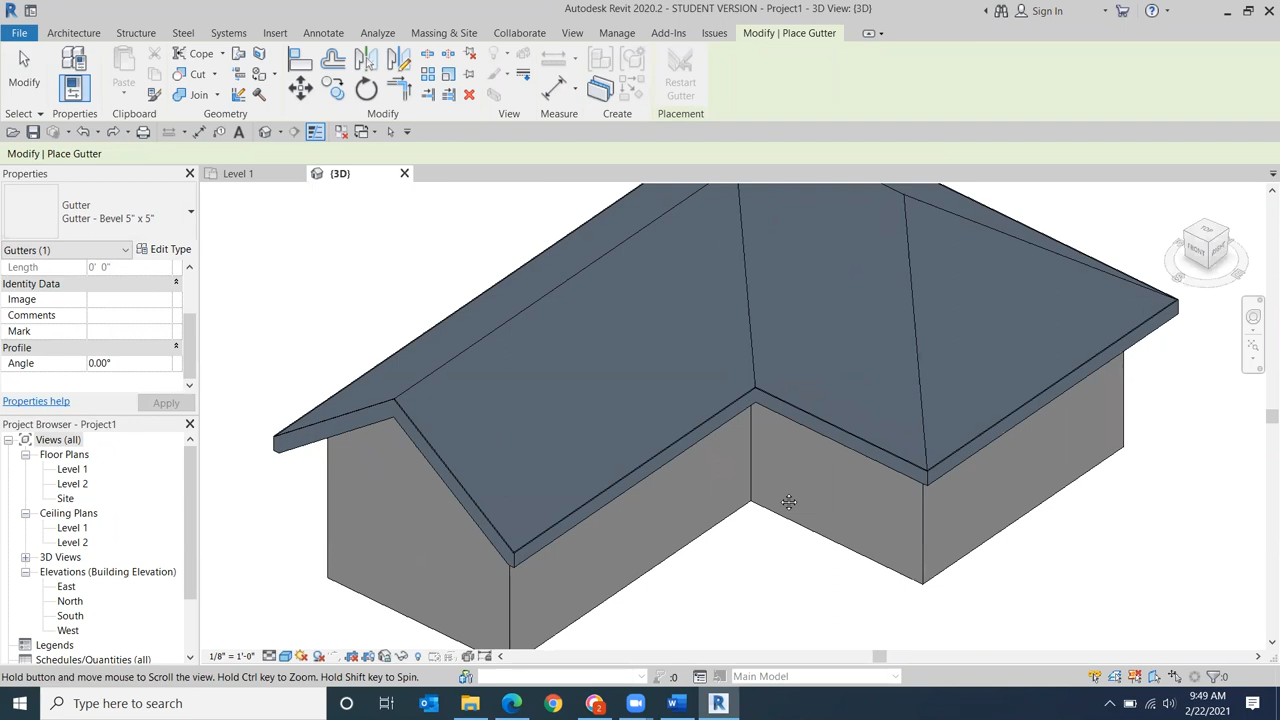 Autodesk Revit 2020.2 - STUDENT VERSION - Project1 - 3D View: {3D}
Sign In
File Architecture Structure Steel Systems Insert Annotate Analyze Massing & Site Collaborate View Manage Add-Ins Issues Modify | Place Gutter
Modify Paste Cope Cut Join Restart
Gutter
Select Properties Clipboard Geometry Modify View Measure Create Placement
Modify | Place Gutter
Properties
Level 1
{3D}
Gutter
Gutter - Bevel 5" x 5"
Gutters (1)
Edit Type
Length 0' 0"
Identity Data
Image
Comments
Mark
Profile
Angle 0.00°
Properties help
Apply
Project Browser - Project1
Views (all)
Floor Plans
Level 1
Level 2
Site
Ceiling Plans
Level 1
Level 2
3D Views
Elevations (Building Elevation)
East
North
South
West
Legends
Schedules/Quantities (all)
TOP
FRONT
RIGHT
1/8" = 1'-0"
Hold button and move mouse to Scroll the view. Hold Ctrl key to Zoom. Hold Shift key to Spin.
:0
Main Model
:0
Type here to search
2
9:49 AM
2/22/2021